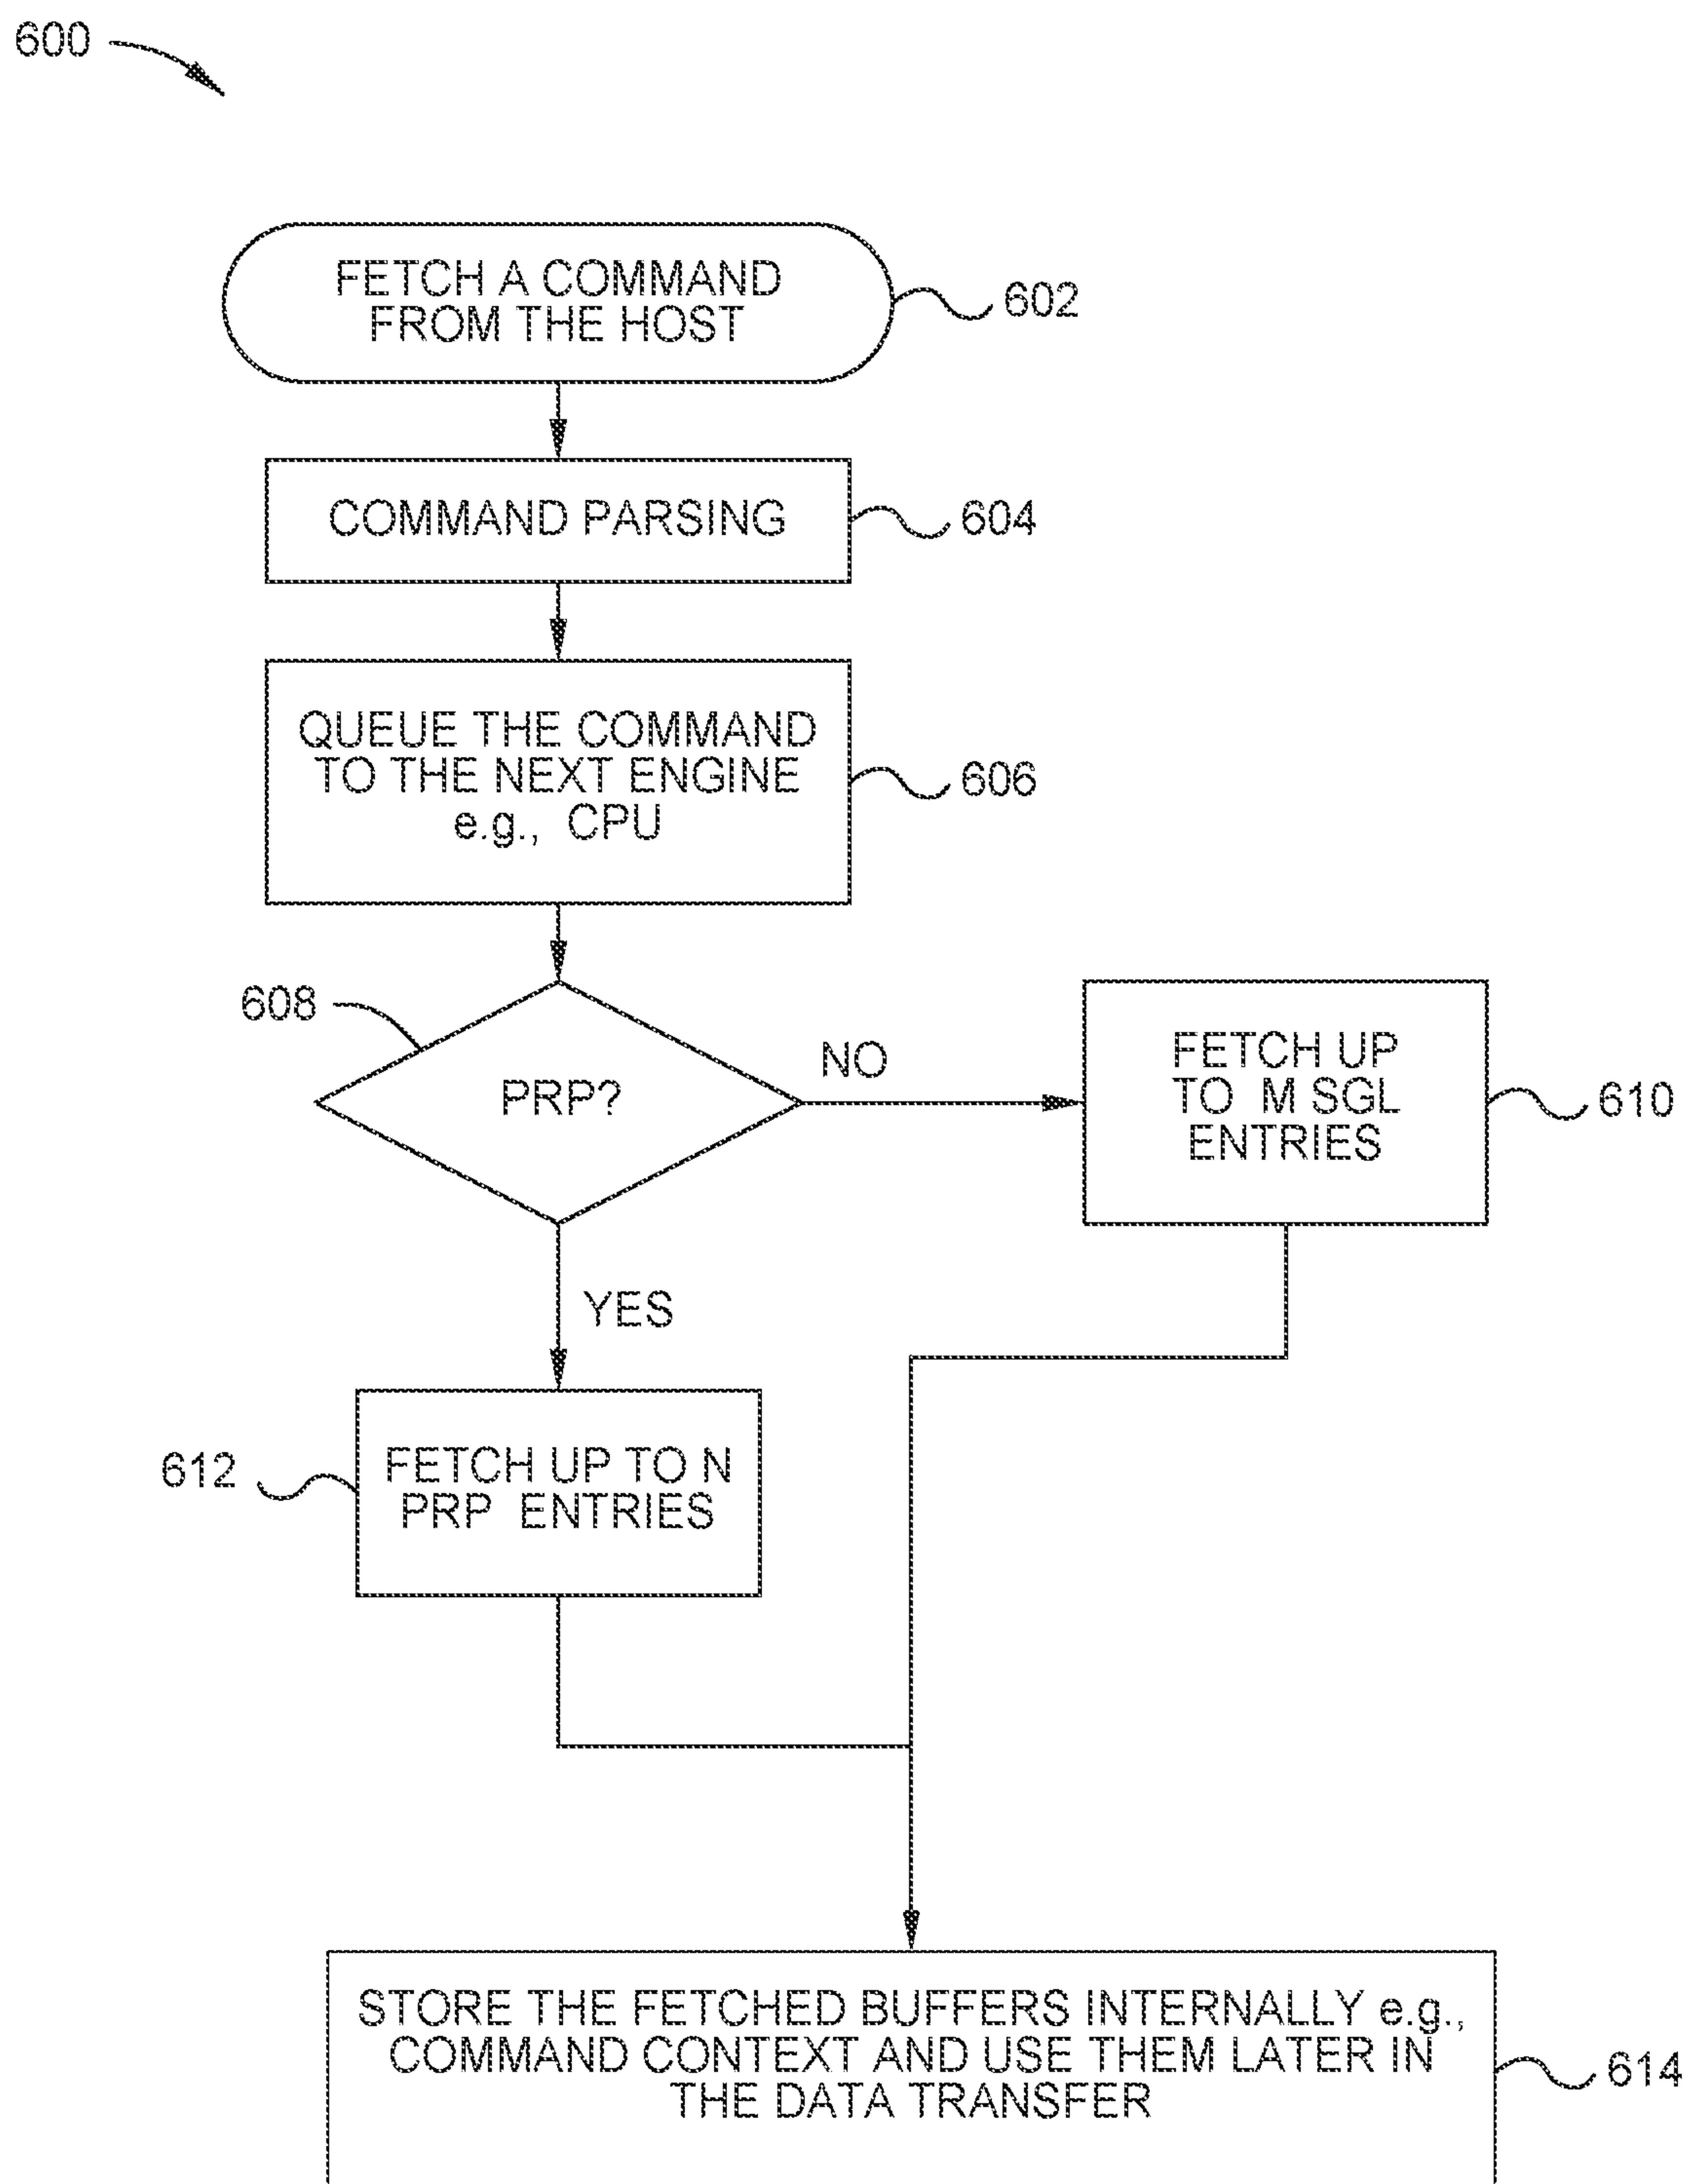 600
FETCH A COMMAND
FROM THE HOST
602
COMMAND PARSING
604
QUEUE THE COMMAND
TO THE NEXT ENGINE
e.g., CPU
606
608
PRP?
NO
FETCH UP
TO M SGL
ENTRIES
610
YES
612
FETCH UP TO N
PRP ENTRIES
STORE THE FETCHED BUFFERS INTERNALLY e.g.,
COMMAND CONTEXT AND USE THEM LATER IN
THE DATA TRANSFER
614